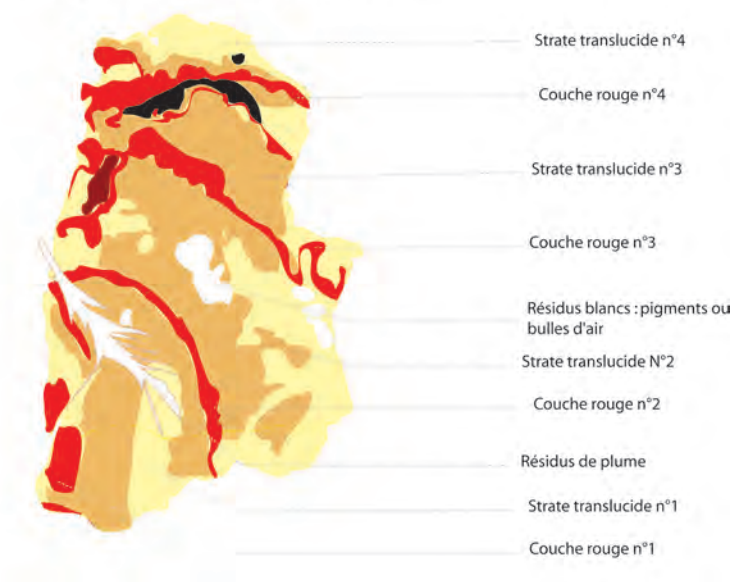 Strate translucide n°4
Couche rouge n°4
Strate translucide n°3
Couche rouge n°3
Résidus blancs : pigments ou
bulles d'air
Strate translucide N°2
Couche rouge n°2
Résidus de plume
Strate translucide n°1
Couche rouge n°1